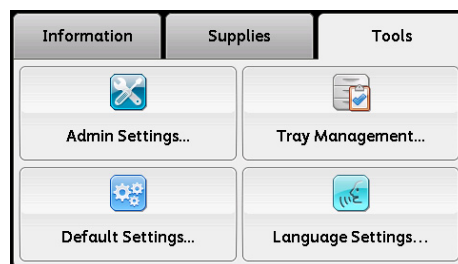 Information
Supplies
Tools
Admin Settings...
Tray Management...
Default Settings...
Language Settings...